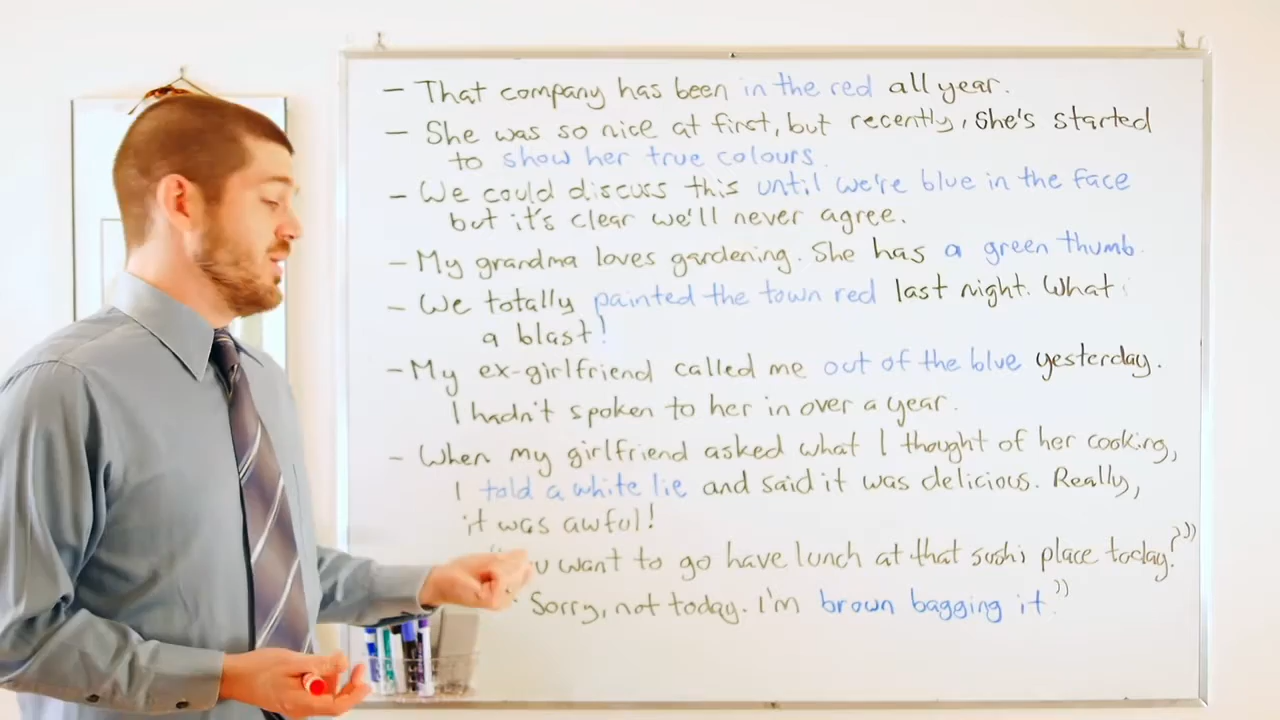 - That company has been in the red all year.
- She was so nice at first, but recently, she's started
to show her true colours.
- We could discuss this until we're blue in the face
but it's clear we'll never agree.
- My grandma loves gardening. She has a green thumb.
- We totally painted the town red last night. What
a blast!
- My ex-girlfriend called me out of the blue yesterday.
I hadn't spoken to her in over a year.
- When my girlfriend asked what I thought of her cooking,
I told a white lie and said it was delicious. Really,
it was awful!
want to go have lunch at that sushi place today?"
Sorry, not today. I'm brown bagging it."